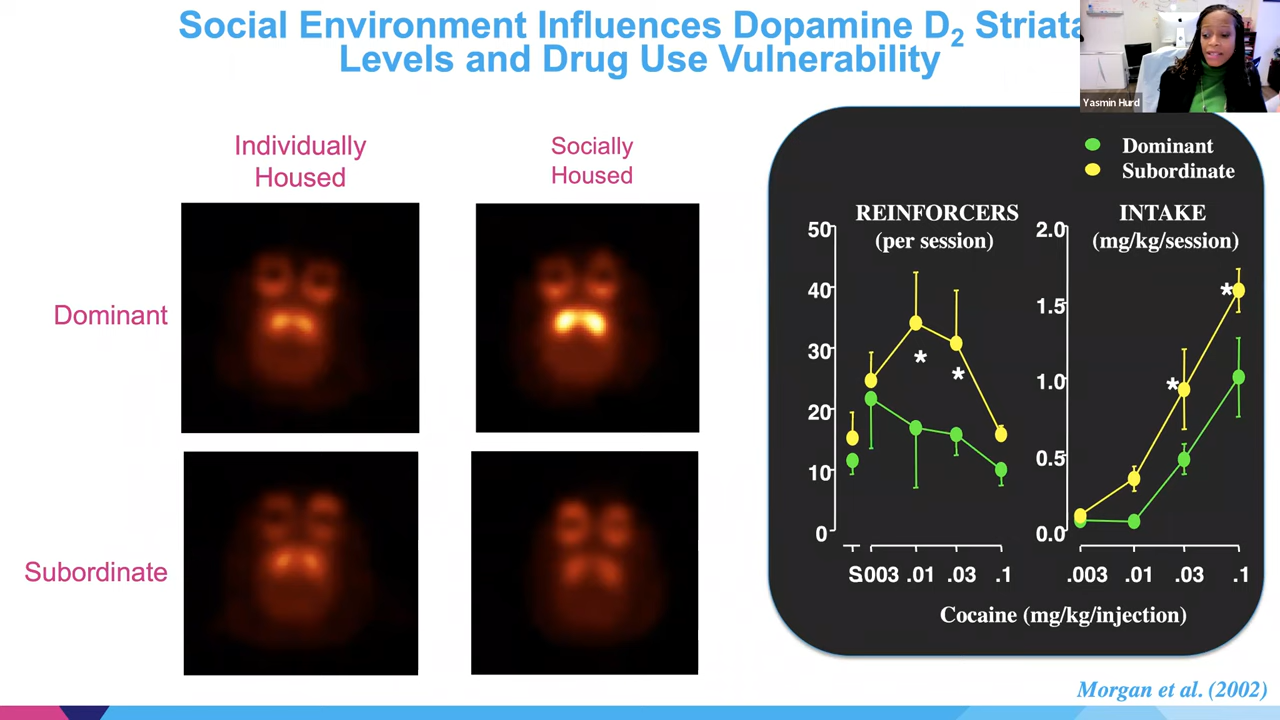 Social Environment Influences Dopamine D2 Striata
Levels and Drug Use Vulnerability
Yasmin Hurd
Individually
Housed
Socially
Housed
Dominant
Subordinate
Dominant
Subordinate
REINFORCERS
(per session)
50
40
30
20
10
0
S.003 .01 .03 .1
INTAKE
(mg/kg/session)
2.0
1.5
1.0
0.5
0.0
.003 .01 .03 .1
* * * *
Cocaine (mg/kg/injection)
Morgan et al. (2002)